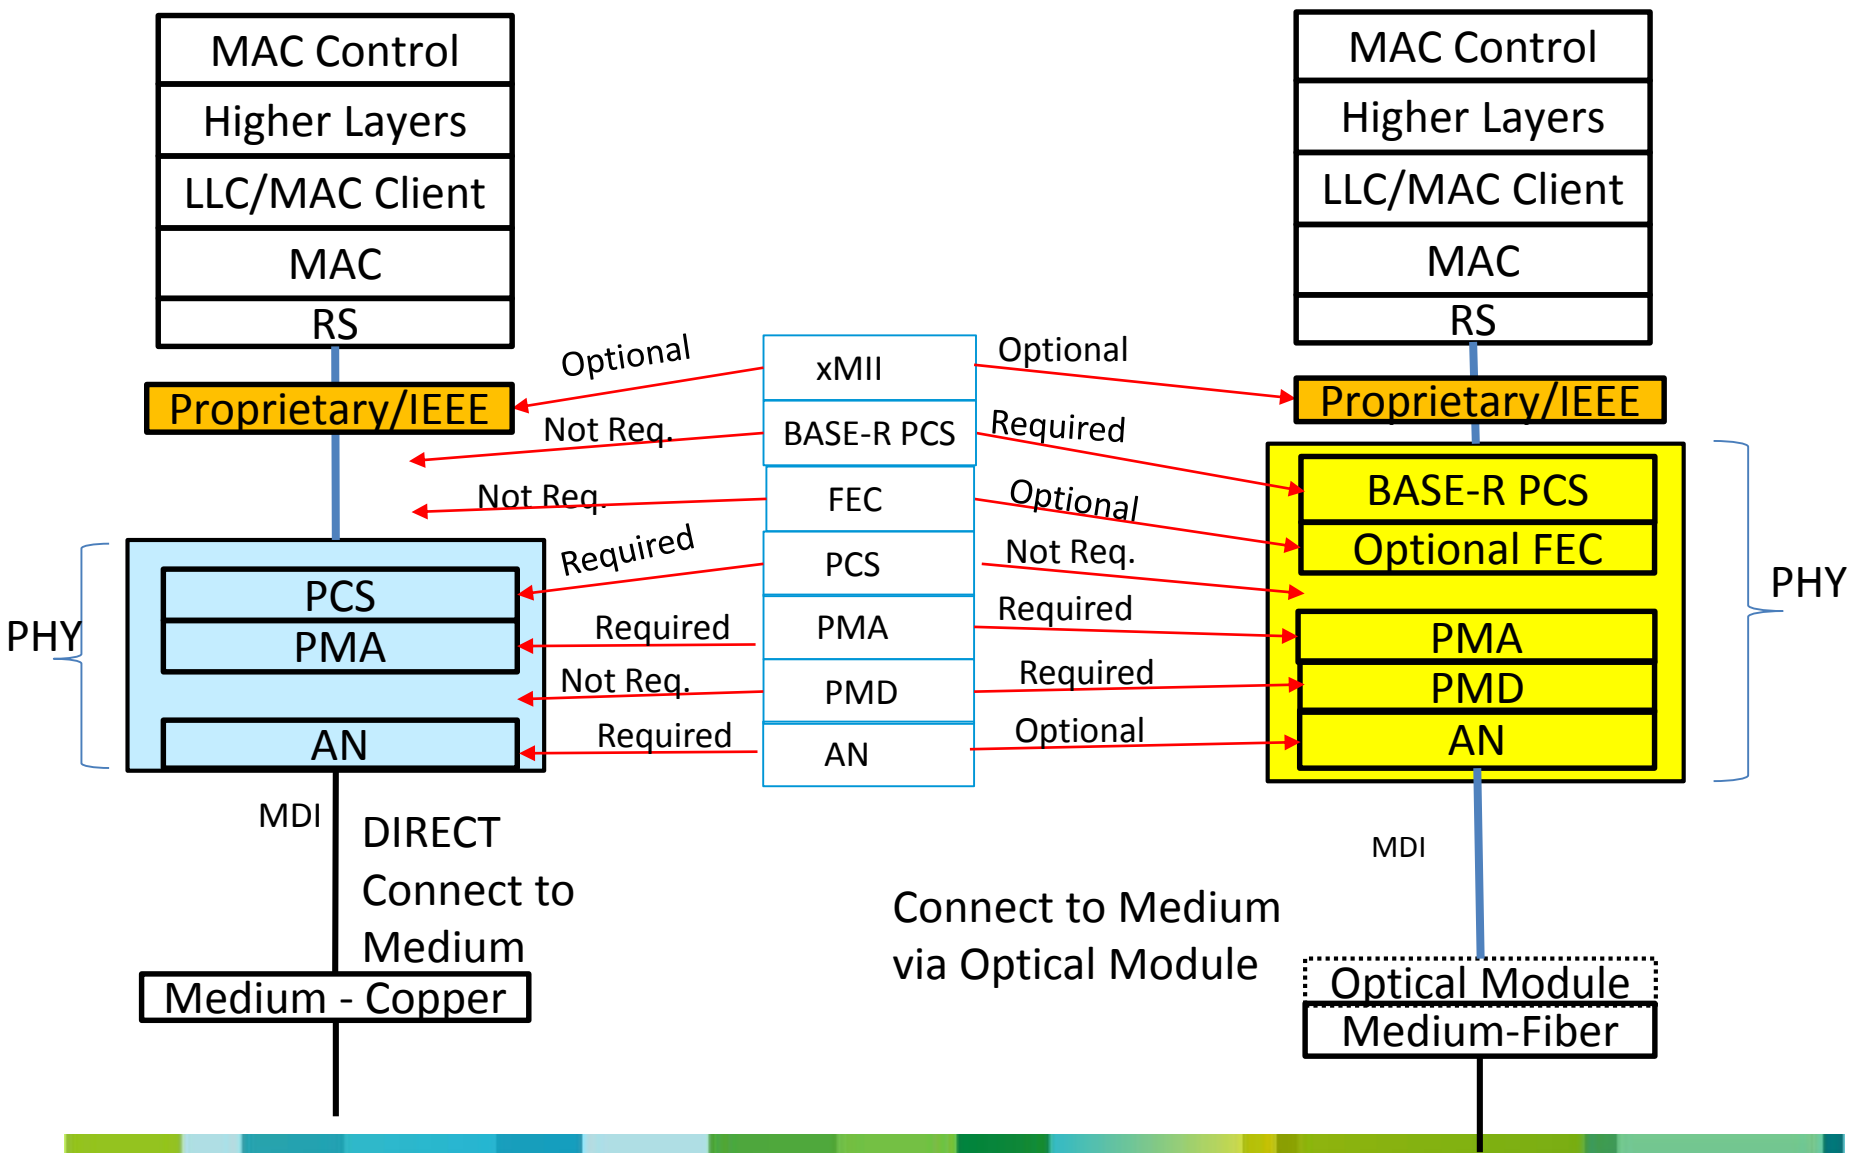 MAC Control
Higher Layers
LLC/MAC Client
MAC
RS
Proprietary/IEEE
PHY
PCS
PMA
AN
MDI
DIRECT
Connect to
Medium
Medium - Copper
Optional
Not Req.
Not Req.
Required
Required
Not Req.
Required
xMII
BASE-R PCS
FEC
PCS
PMA
PMD
AN
Optional
Required
Optional
Not Req.
Required
Required
Optional
Connect to Medium
via Optical Module
MAC Control
Higher Layers
LLC/MAC Client
MAC
RS
Proprietary/IEEE
BASE-R PCS
Optional FEC
PMA
PMD
AN
PHY
MDI
Optical Module
Medium-Fiber